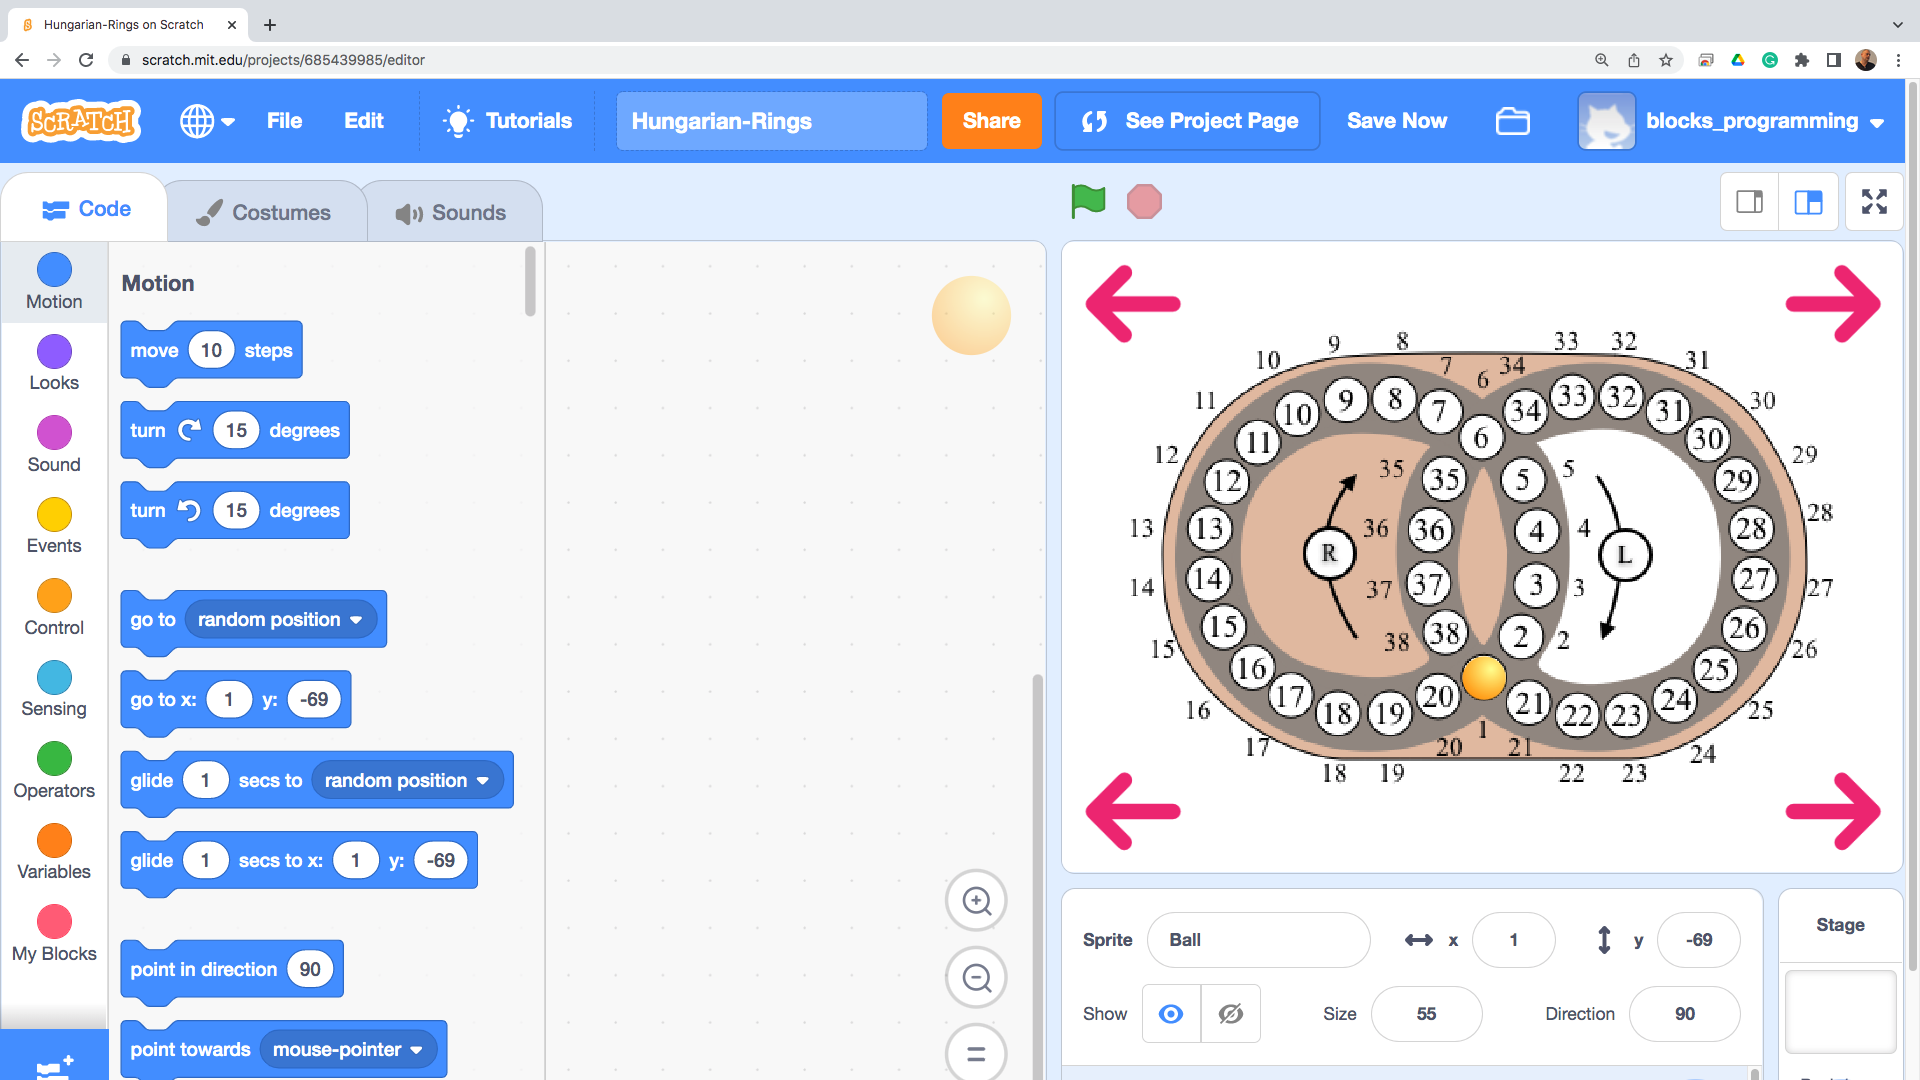 Hungarian-Rings on Scratch
scratch.mit.edu/projects/685439985/editor
SCRATCH
File
Edit
Tutorials
Hungarian-Rings
Share
See Project Page
Save Now
blocks_programming
Code
Costumes
Sounds
Motion
Looks
Sound
Events
Control
Sensing
Operators
Variables
My Blocks
Motion
move 10 steps
turn 15 degrees
turn 15 degrees
go to random position
go to x: 1 y: -69
glide 1 secs to random position
glide 1 secs to x: 1 y: -69
point in direction 90
point towards mouse-pointer
9 8 33 32
10 7 6 34 31
11 30
12 29
13 28
14 27
15 26
16 25
17 20 1 21 24
18 19 22 23
35 5
36 4
37 3
38 2
9 8 33 32
10 7 34 31
11 6 30
12 35 5 29
13 36 4 28
14 37 3 27
15 38 2 26
16 25
17 20 21 24
18 19 22 23
R L
Sprite Ball x 1 y -69
Show Size 55 Direction 90
Stage